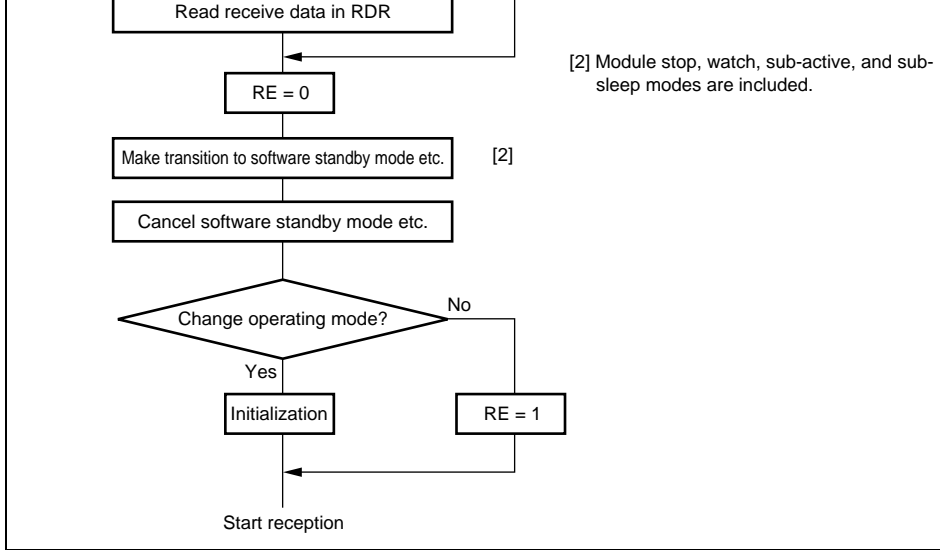 Read receive data in RDR
[2] Module stop, watch, sub-active, and sub-
sleep modes are included.
RE = 0
Make transition to software standby mode etc.
[2]
Cancel software standby mode etc.
Change operating mode?
No
Yes
Initialization
RE = 1
Start reception